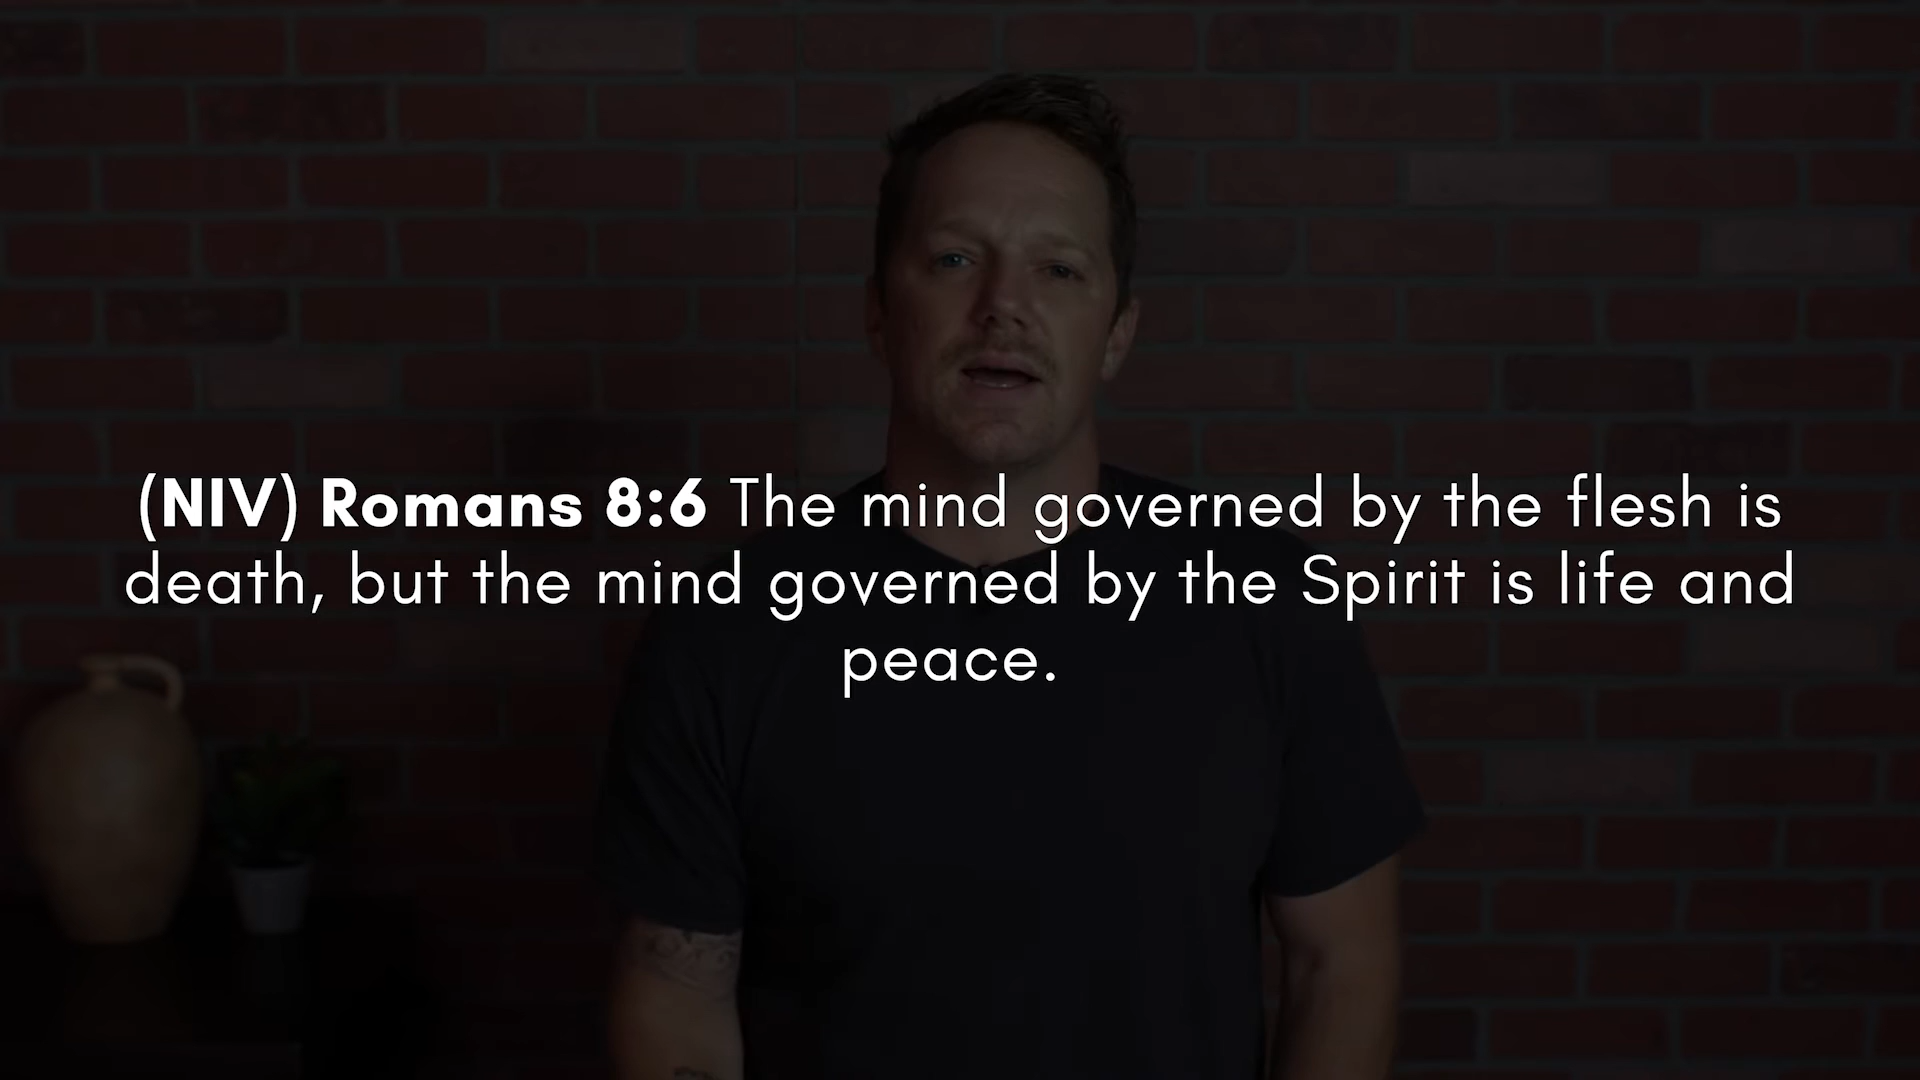 (NIV) Romans 8:6 The mind governed by the flesh is
death, but the mind governed by the Spirit is life and
peace.